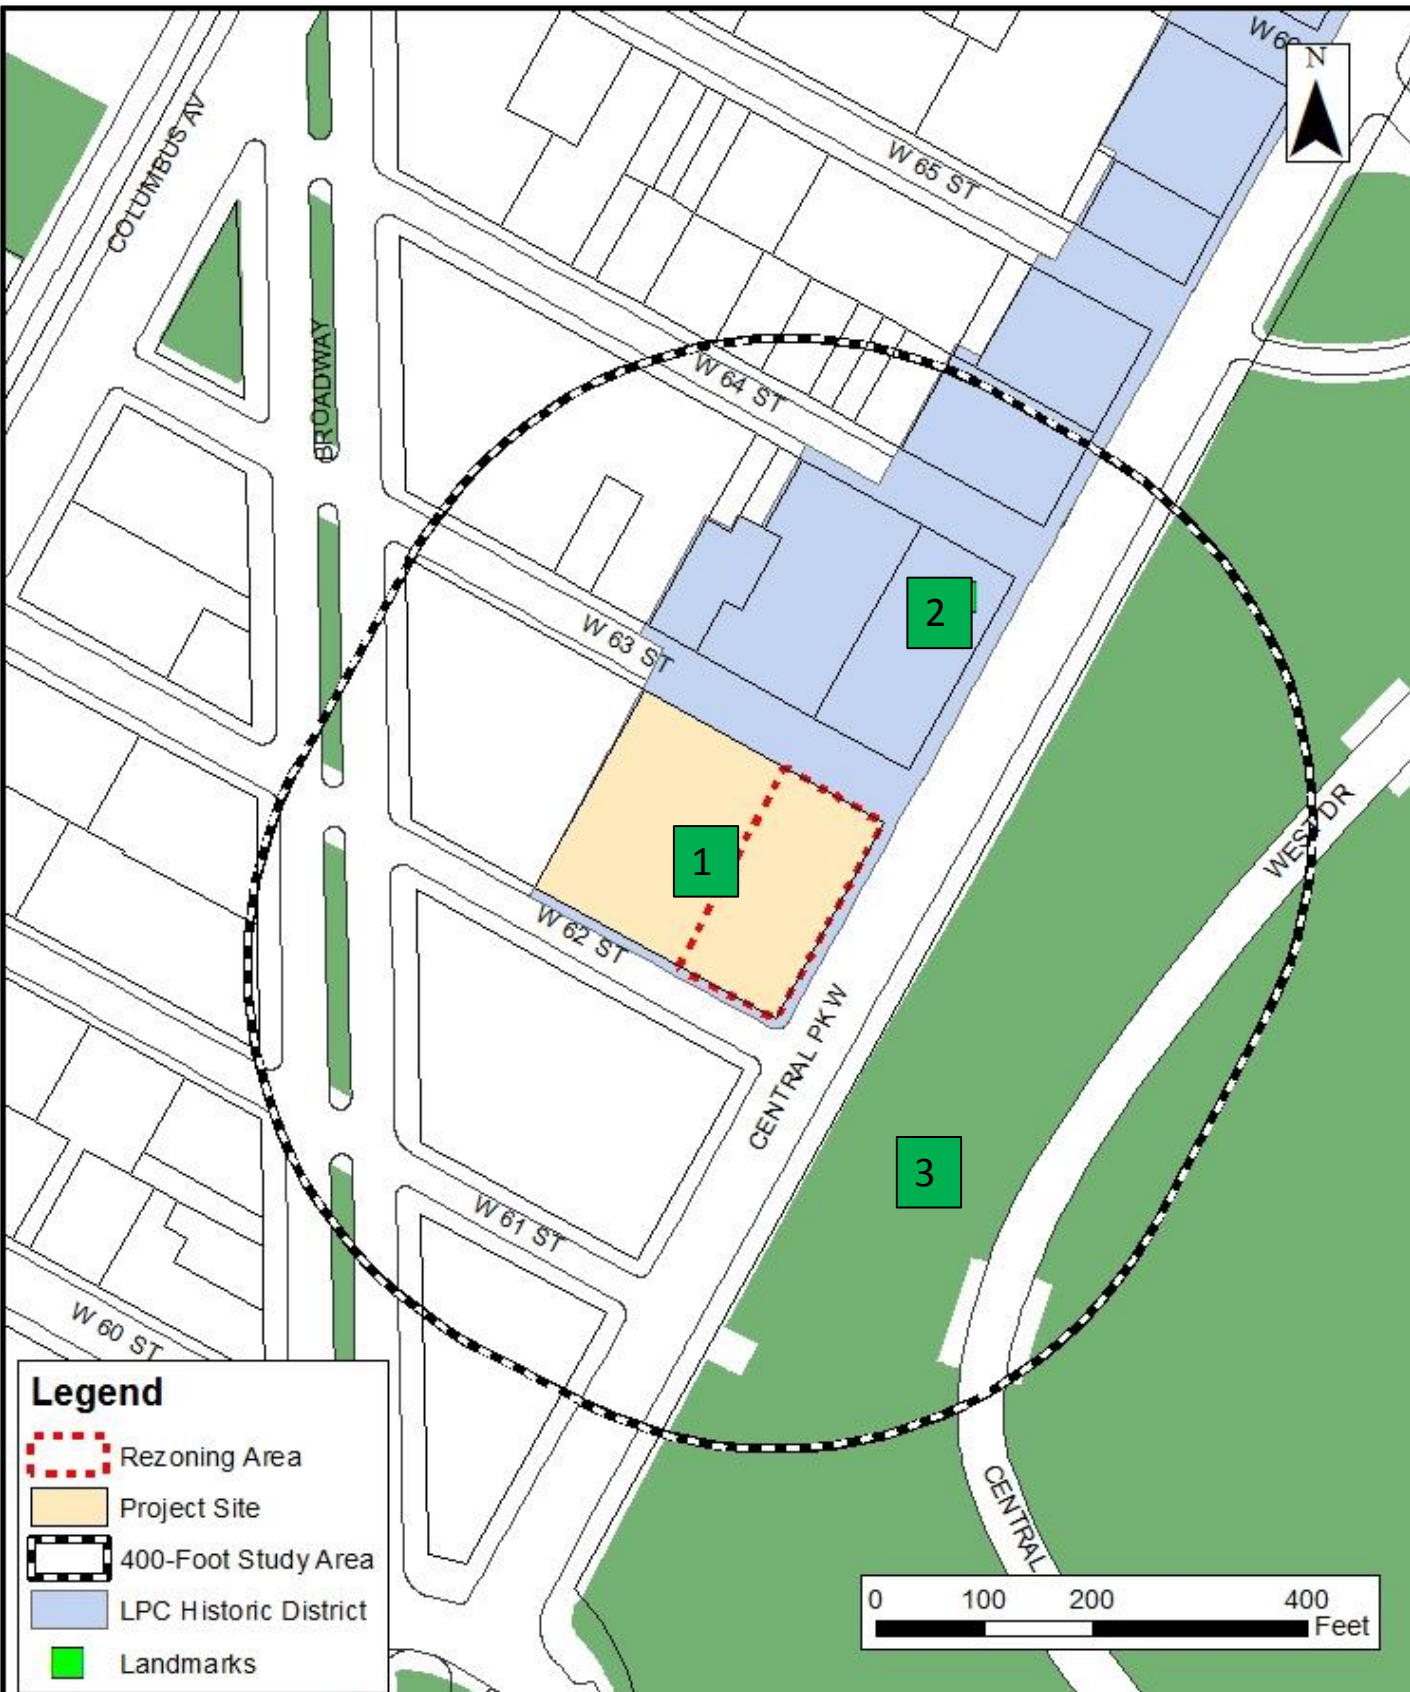 W 60
N
COLUMBUS AV
W 65 ST
BROADWAY
W 64 ST
2
W 63 ST
WEST DR
1
W 62 ST
CENTRAL PK W
3
W 61 ST
W 60 ST
CENTRAL
Legend
Rezoning Area
Project Site
400-Foot Study Area
LPC Historic District
Landmarks
0 100 200 400
Feet